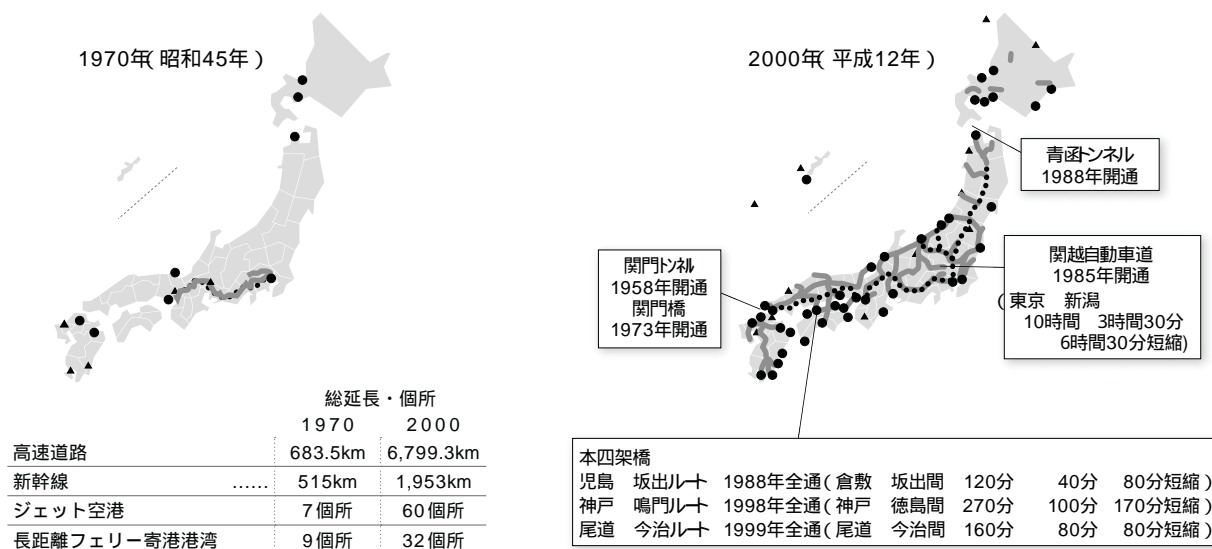 1970年(昭和45年)
2000年(平成12年)
青函トンネル
1988年開通
関門トンネル
1958年開通
関門橋
1973年開通
関越自動車道
1985年開通
(東京 新潟
10時間 3時間30分
6時間30分短縮)
総延長・個所
1970 2000
高速道路 683.5km 6,799.3km
新幹線 …… 515km 1,953km
ジェット空港 7個所 60個所
長距離フェリー寄港港湾 9個所 32個所
本四架橋
児島 坂出ルート 1988年全通(倉敷 坂出間 120分 40分 80分短縮)
神戸 鳴門ルート 1998年全通(神戸 徳島間 270分 100分 170分短縮)
尾道 今治ルート 1999年全通(尾道 今治間 160分 80分 80分短縮)